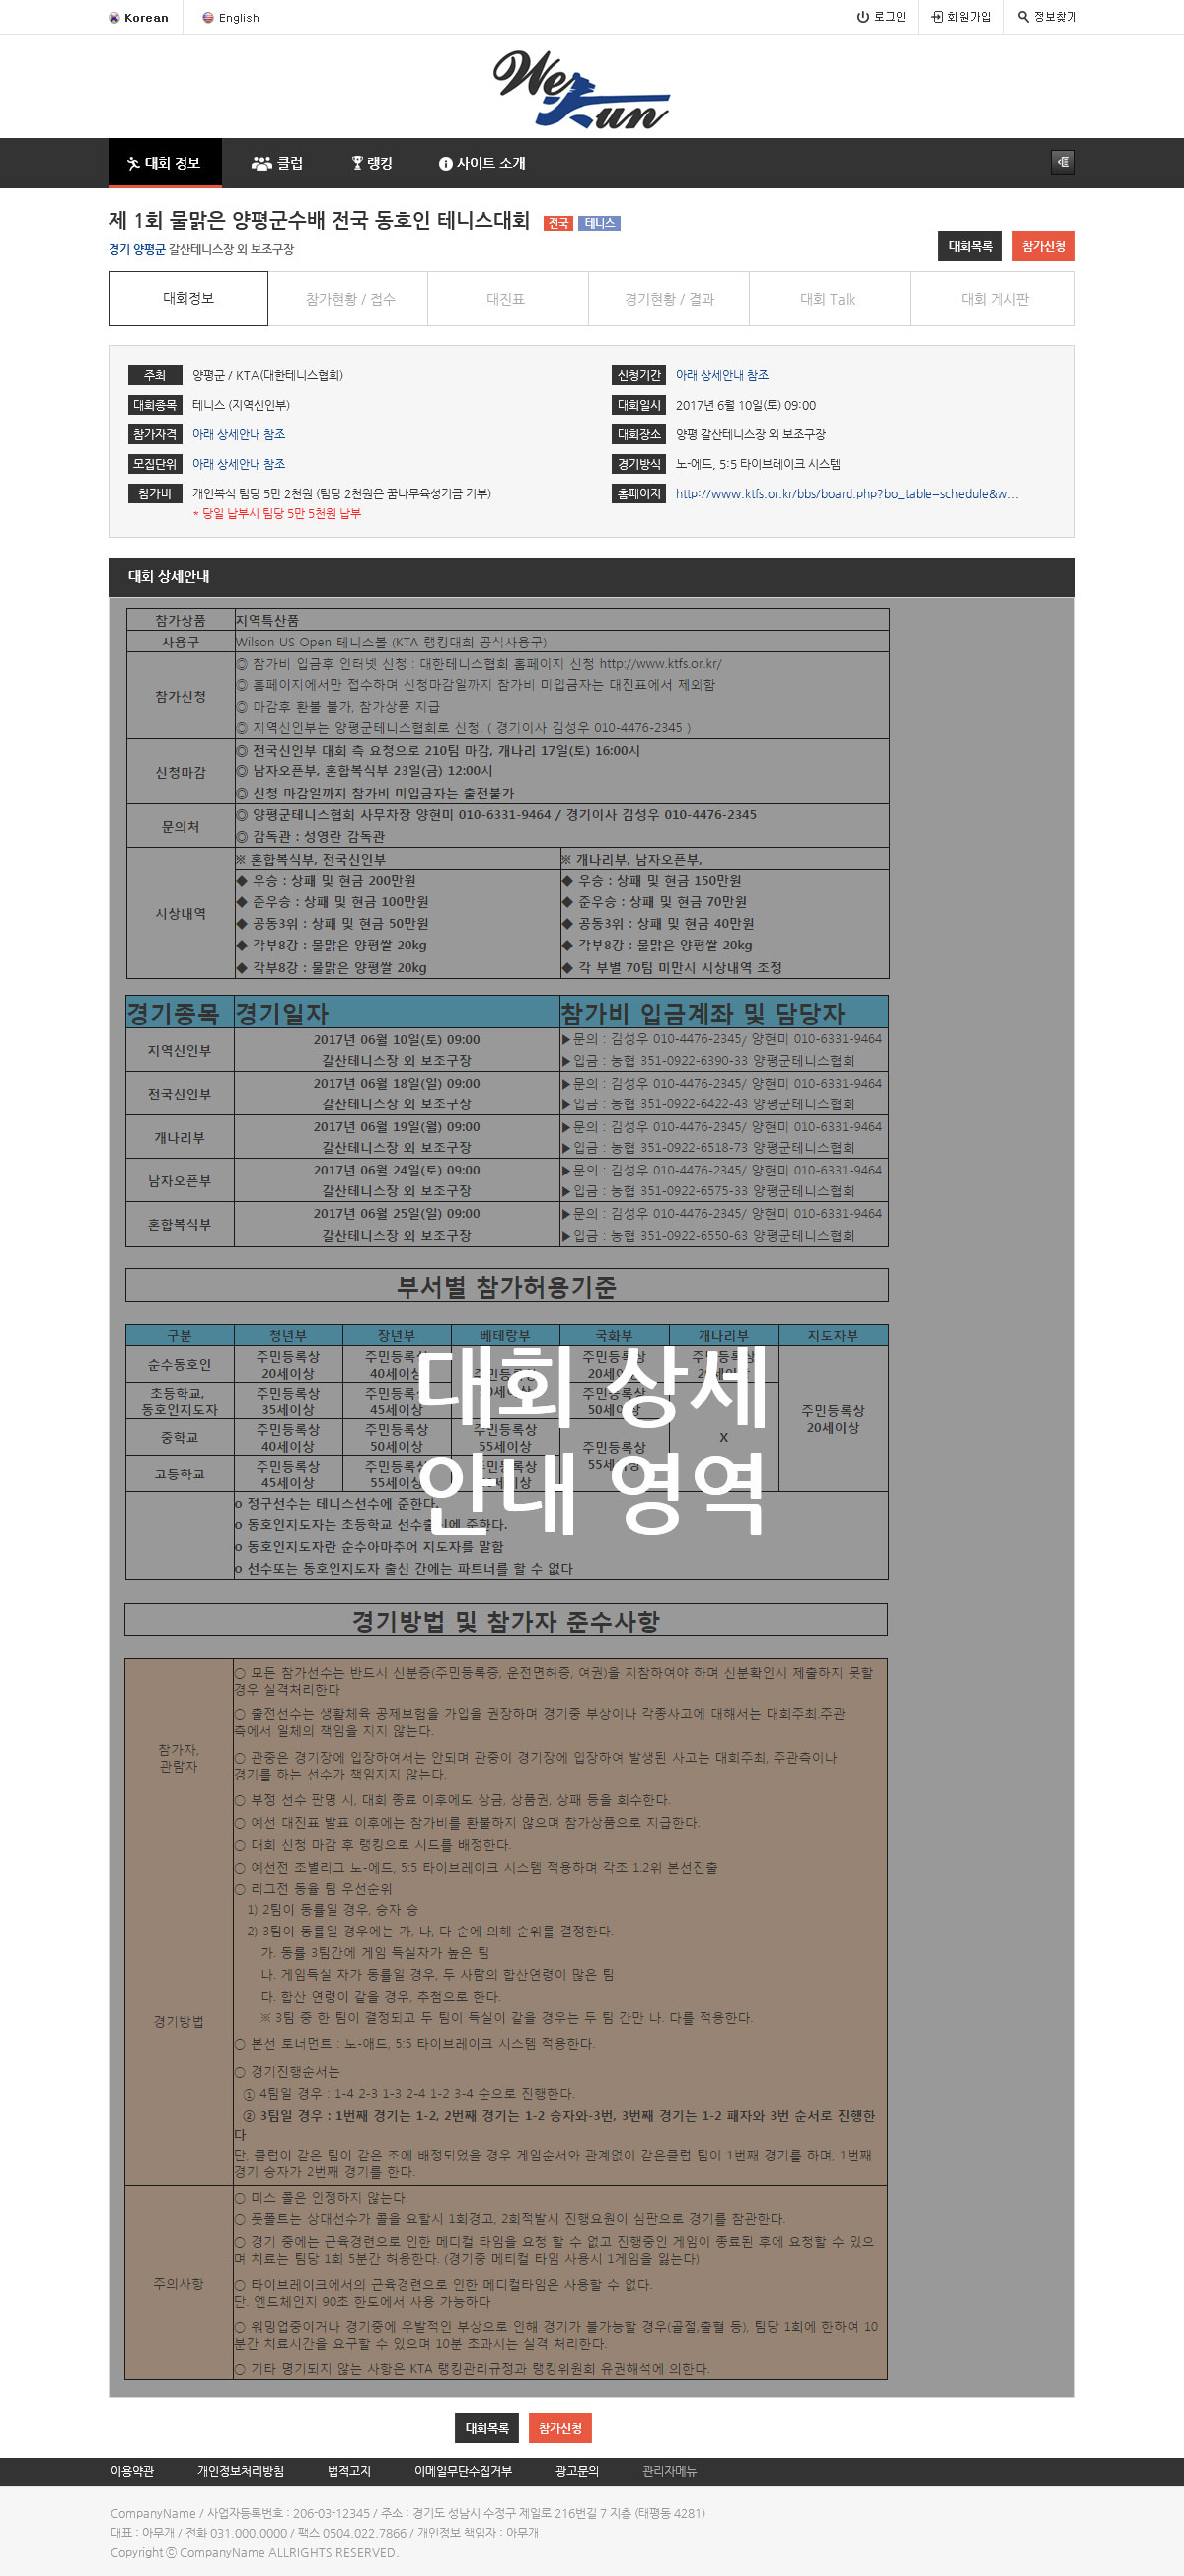 Korean English 로그인 회원가입 정보찾기
We Run
대회 정보 클럽 랭킹 사이트 소개
제 1회 물맑은 양평군수배 전국 동호인 테니스대회 전국 테니스
경기 양평군 갈산테니스장 외 보조구장 대회목록 참가신청
대회정보 참가현황 / 접수 대진표 경기현황 / 결과 대회 Talk 대회 게시판
주최 양평군 / KTA(대한테니스협회) 신청기간 아래 상세안내 참조
대회종목 테니스 (지역신인부) 대회일시 2017년 6월 10일(토) 09:00
참가자격 아래 상세안내 참조 대회장소 양평 갈산테니스장 외 보조구장
모집단위 아래 상세안내 참조 경기방식 노-에드, 5:5 타이브레이크 시스템
참가비 개인복식 팀당 5만 2천원 (팀당 2천원은 꿈나무육성기금 기부) 홈페이지 http://www.ktfs.or.kr/bbs/board.php?bo_table=schedule&w...
* 당일 납부시 팀당 5만 5천원 납부
대회 상세안내
참가상품 지역특산품
사용구 Wilson US Open 테니스볼 (KTA 랭킹대회 공식사용구)
참가신청
◎ 참가비 입금후 인터넷 신청 : 대한테니스협회 홈페이지 신청 http://www.ktfs.or.kr/
◎ 홈페이지에서만 접수하며 신청마감일까지 참가비 미입금자는 대진표에서 제외함
◎ 마감후 환불 불가, 참가상품 지급
◎ 지역신인부는 양평군테니스협회로 신청. ( 경기이사 김성우 010-4476-2345 )
신청마감
◎ 전국신인부 대회 측 요청으로 210팀 마감, 개나리 17일(토) 16:00시
◎ 남자오픈부, 혼합복식부 23일(금) 12:00시
◎ 신청 마감일까지 참가비 미입금자는 출전불가
문의처
◎ 양평군테니스협회 사무차장 양현미 010-6331-9464 / 경기이사 김성우 010-4476-2345
◎ 감독관 : 성영란 감독관
시상내역
※ 혼합복식부, 전국신인부 ※ 개나리부, 남자오픈부,
◆ 우승 : 상패 및 현금 200만원 ◆ 우승 : 상패 및 현금 150만원
◆ 준우승 : 상패 및 현금 100만원 ◆ 준우승 : 상패 및 현금 70만원
◆ 공동3위 : 상패 및 현금 50만원 ◆ 공동3위 : 상패 및 현금 40만원
◆ 각부8강 : 물맑은 양평쌀 20kg ◆ 각부8강 : 물맑은 양평쌀 20kg
◆ 각부8강 : 물맑은 양평쌀 20kg ◆ 각 부별 70팀 미만시 시상내역 조정
경기종목 경기일자 참가비 입금계좌 및 담당자
지역신인부
2017년 06월 10일(토) 09:00 ▶문의 : 김성우 010-4476-2345/ 양현미 010-6331-9464
갈산테니스장 외 보조구장 ▶입금 : 농협 351-0922-6390-33 양평군테니스협회
전국신인부
2017년 06월 18일(일) 09:00 ▶문의 : 김성우 010-4476-2345/ 양현미 010-6331-9464
갈산테니스장 외 보조구장 ▶입금 : 농협 351-0922-6422-43 양평군테니스협회
개나리부
2017년 06월 19일(월) 09:00 ▶문의 : 김성우 010-4476-2345/ 양현미 010-6331-9464
갈산테니스장 외 보조구장 ▶입금 : 농협 351-0922-6518-73 양평군테니스협회
남자오픈부
2017년 06월 24일(토) 09:00 ▶문의 : 김성우 010-4476-2345/ 양현미 010-6331-9464
갈산테니스장 외 보조구장 ▶입금 : 농협 351-0922-6575-33 양평군테니스협회
혼합복식부
2017년 06월 25일(일) 09:00 ▶문의 : 김성우 010-4476-2345/ 양현미 010-6331-9464
갈산테니스장 외 보조구장 ▶입금 : 농협 351-0922-6550-63 양평군테니스협회
부서별 참가허용기준
구분 청년부 장년부 베테랑부 국화부 개나리부 지도자부
순수동호인
주민등록상 주민등록상 주민등록상 주민등록상 주민등록상
20세이상 40세이상 20세이상 20세이상
초등학교, 주민등록상 주민등록상 주민등록상 주민등록상
동호인지도자 35세이상 45세이상 50세이상 20세이상
중학교 주민등록상 주민등록상 주민등록상 주민등록상 X
40세이상 50세이상 55세이상 55세이상
고등학교 주민등록상 주민등록상 주민등록상
45세이상 55세이상
대회 상세
안내 영역
o 정구선수는 테니스선수에 준한다.
o 동호인지도자는 초등학교 선수출신에 준한다.
o 동호인지도자란 순수아마추어 지도자를 말함
o 선수또는 동호인지도자 출신 간에는 파트너를 할 수 없다
경기방법 및 참가자 준수사항
참가자,
관람자
○ 모든 참가선수는 반드시 신분증(주민등록증, 운전면허증, 여권)을 지참하여야 하며 신분확인시 제출하지 못할
경우 실격처리한다
○ 출전선수는 생활체육 공제보험을 가입을 권장하며 경기중 부상이나 각종사고에 대해서는 대회주최.주관
측에서 일체의 책임을 지지 않는다.
○ 관중은 경기장에 입장하여서는 안되며 관중이 경기장에 입장하여 발생된 사고는 대회주최, 주관측이나
경기를 하는 선수가 책임지지 않는다.
○ 부정 선수 판명 시, 대회 종료 이후에도 상금, 상품권, 상패 등을 회수한다.
○ 예선 대진표 발표 이후에는 참가비를 환불하지 않으며 참가상품으로 지급한다.
○ 대회 신청 마감 후 랭킹으로 시드를 배정한다.
경기방법
○ 예선전 조별리그 노-에드, 5:5 타이브레이크 시스템 적용하며 각조 1.2위 본선진출
○ 리그전 동율 팀 우선순위
1) 2팀이 동률일 경우, 승자 승
2) 3팀이 동률일 경우에는 가, 나, 다 순에 의해 순위를 결정한다.
가. 동률 3팀간에 게임 득실자가 높은 팀
나. 게임득실 자가 동률일 경우, 두 사람의 합산연령이 많은 팀
다. 합산 연령이 같을 경우, 추첨으로 한다.
※ 3팀 중 한 팀이 결정되고 두 팀이 득실이 같을 경우는 두 팀 간만 나. 다를 적용한다.
○ 본선 토너먼트 : 노-애드, 5:5 타이브레이크 시스템 적용한다.
○ 경기진행순서는
① 4팀일 경우 : 1-4 2-3 1-3 2-4 1-2 3-4 순으로 진행한다.
② 3팀일 경우 : 1번째 경기는 1-2, 2번째 경기는 1-2 승자와-3번, 3번째 경기는 1-2 패자와 3번 순서로 진행한
다
단, 클럽이 같은 팀이 같은 조에 배정되었을 경우 게임순서와 관계없이 같은클럽 팀이 1번째 경기를 하며, 1번째
경기 승자가 2번째 경기를 한다.
주의사항
○ 미스 콜은 인정하지 않는다.
○ 풋폴트는 상대선수가 콜을 요할시 1회경고, 2회적발시 진행요원이 심판으로 경기를 참관한다.
○ 경기 중에는 근육경련으로 인한 메디컬 타임을 요청 할 수 없고 진행중인 게임이 종료된 후에 요청할 수 있으
며 치료는 팀당 1회 5분간 허용한다. (경기중 메티컬 타임 사용시 1게임을 잃는다)
○ 타이브레이크에서의 근육경련으로 인한 메디컬타임은 사용할 수 없다.
단. 엔드체인지 90초 한도에서 사용 가능하다
○ 워밍업중이거나 경기중에 우발적인 부상으로 인해 경기가 불가능할 경우(골절,출혈 등), 팀당 1회에 한하여 10
분간 치료시간을 요구할 수 있으며 10분 초과시는 실격 처리한다.
○ 기타 명기되지 않는 사항은 KTA 랭킹관리규정과 랭킹위원회 유권해석에 의한다.
대회목록 참가신청
이용약관 개인정보처리방침 법적고지 이메일무단수집거부 광고문의 관리자메뉴
CompanyName / 사업자등록번호 : 206-03-12345 / 주소 : 경기도 성남시 수정구 제일로 216번길 7 지층 (태평동 4281)
대표 : 아무개 / 전화 031.000.0000 / 팩스 0504.022.7866 / 개인정보 책임자 : 아무개
Copyright ⓒ CompanyName ALLRIGHTS RESERVED.